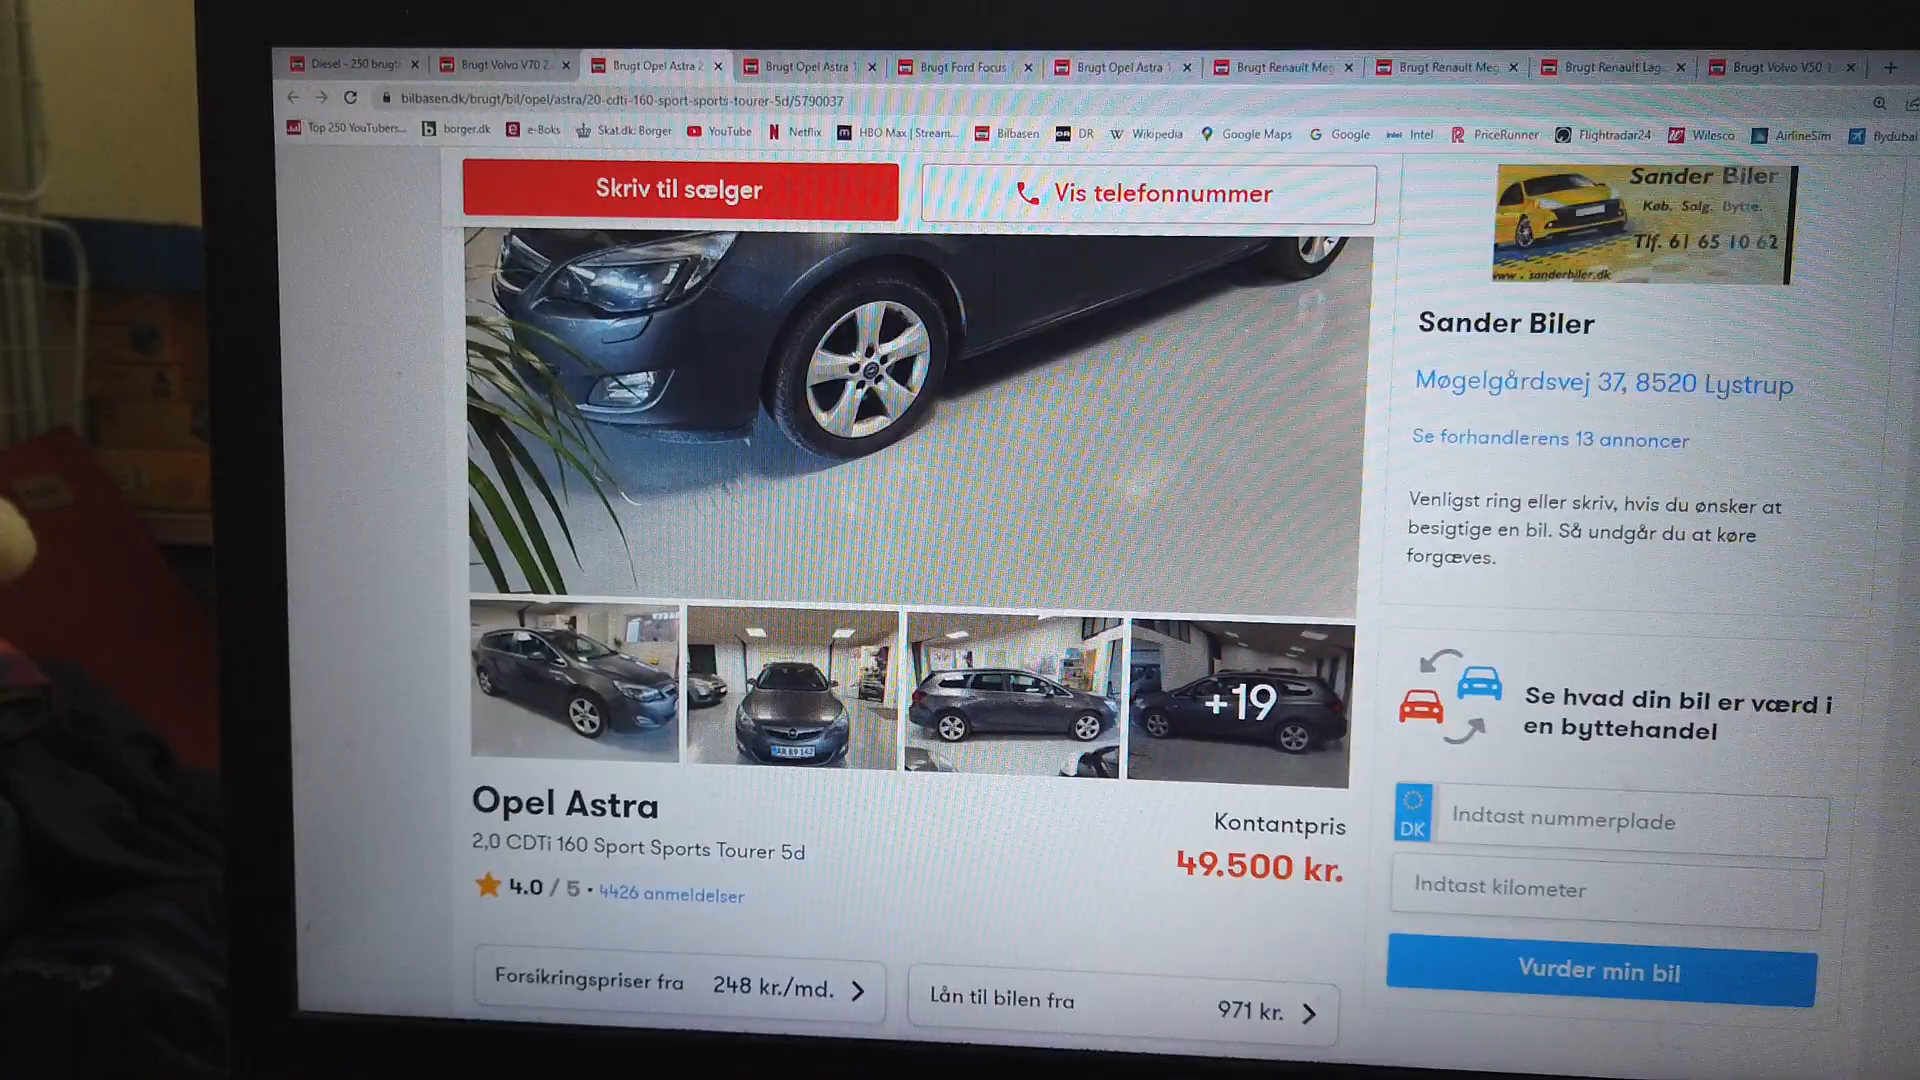 Diesel - 250 brugte
Brugt Volvo V70 2
Brugt Opel Astra 2
Brugt Opel Astra 1
Brugt Ford Focus
Brugt Opel Astra 1
Brugt Renault Meg
Brugt Renault Meg
Brugt Renault Lag
Brugt Volvo V50 1
bilbasen.dk/brugt/bil/opel/astra/20-cdti-160-sport-sports-tourer-5d/5790037
Top 250 YouTubers...
borger.dk
e-Boks
Skat.dk: Borger
YouTube
Netflix
HBO Max | Stream...
Bilbasen
DR
Wikipedia
Google Maps
Google
Intel
PriceRunner
Flightradar24
Wilesco
AirlineSim
flydubai
Skriv til sælger
Vis telefonnummer
Sander Biler
Køb. Salg. Bytte.
Tlf. 61 65 10 62
www . sanderbiler.dk
Sander Biler
Møgelgårdsvej 37, 8520 Lystrup
Se forhandlerens 13 annoncer
Venligst ring eller skriv, hvis du ønsker at
besigtige en bil. Så undgår du at køre
forgæves.
+19
Opel Astra
2,0 CDTi 160 Sport Sports Tourer 5d
4.0 / 5 • 4426 anmeldelser
Kontantpris
49.500 kr.
Forsikringspriser fra 248 kr./md.
Lån til bilen fra 971 kr.
Se hvad din bil er værd i
en byttehandel
DK
Indtast nummerplade
Indtast kilometer
Vurder min bil